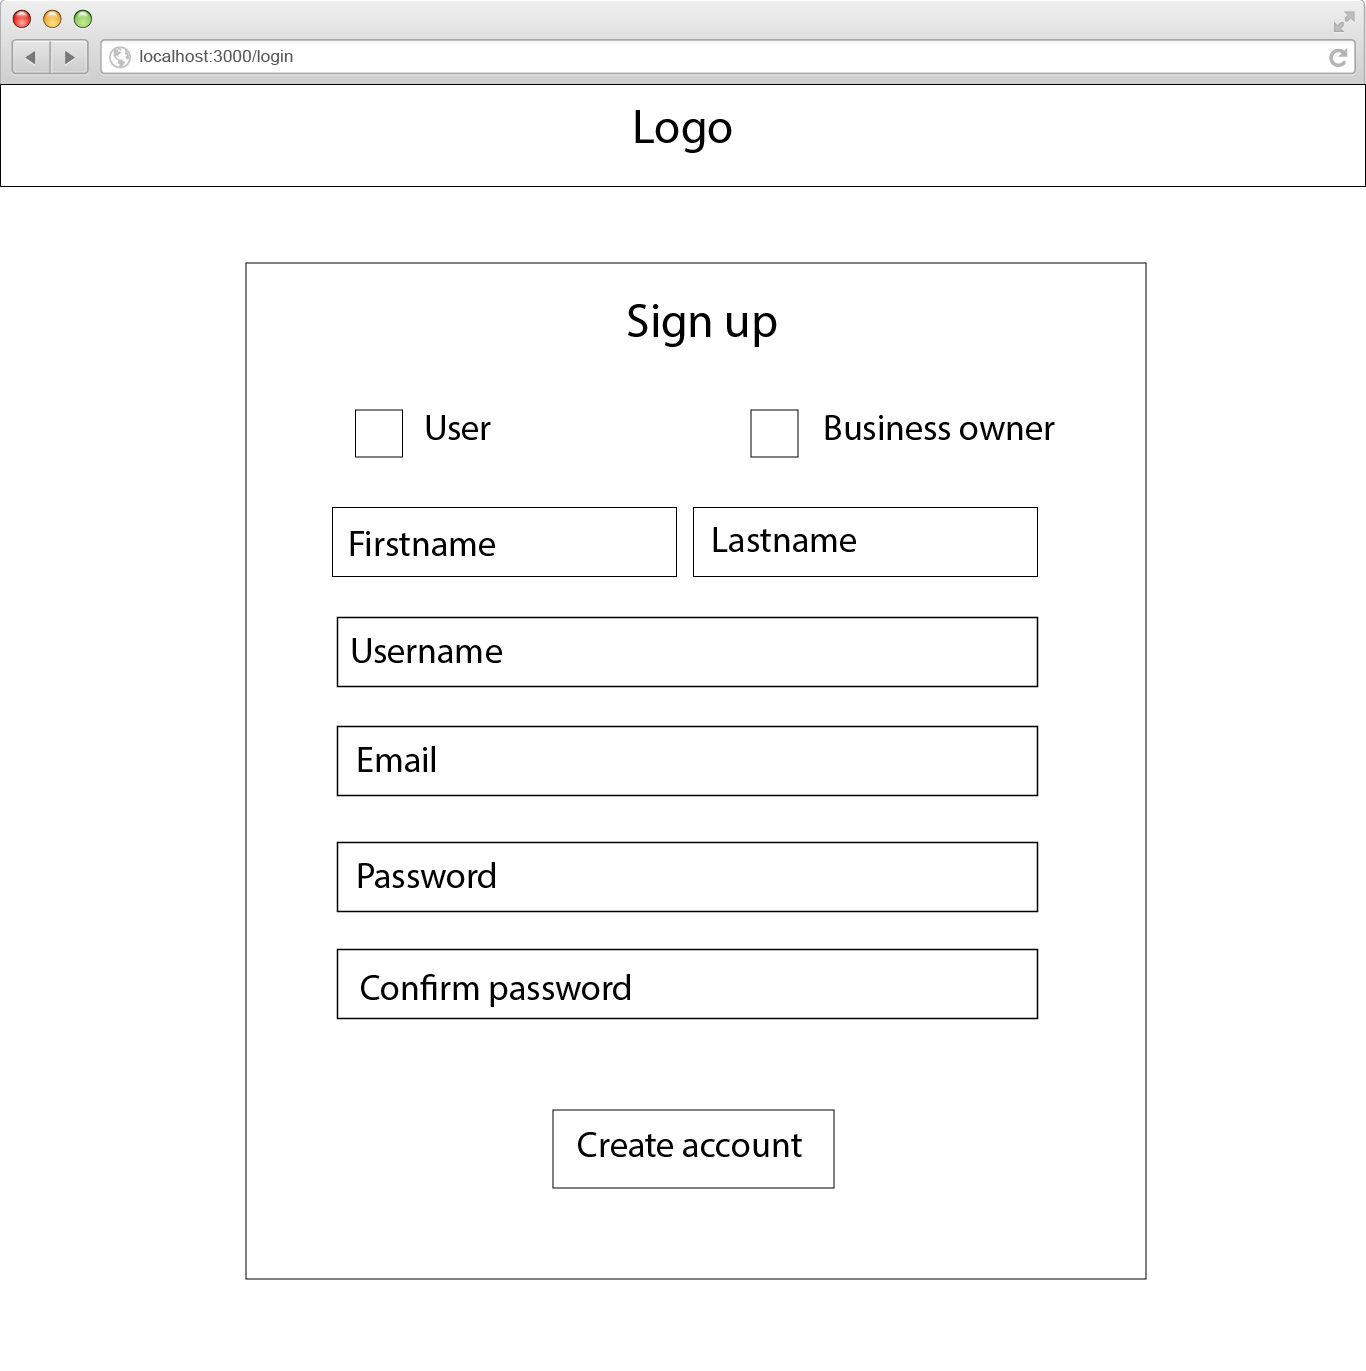 localhost:3000/login
Logo
Sign up
User
Business owner
Firstname
Lastname
Username
Email
Password
Confirm password
Create account